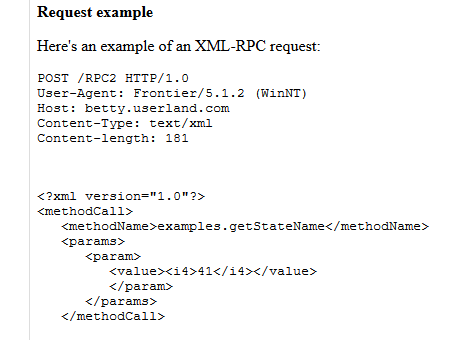 Request example
Here's an example of an XML-RPC request:
POST /RPC2 HTTP/1.0
User-Agent: Frontier/5.1.2 (WinNT)
Host: betty.userland.com
Content-Type: text/xml
Content-length: 181
<?xml version="1.0"?>
<methodCall>
   <methodName>examples.getStateName</methodName>
   <params>
      <param>
         <value><i4>41</i4></value>
         </param>
      </params>
   </methodCall>